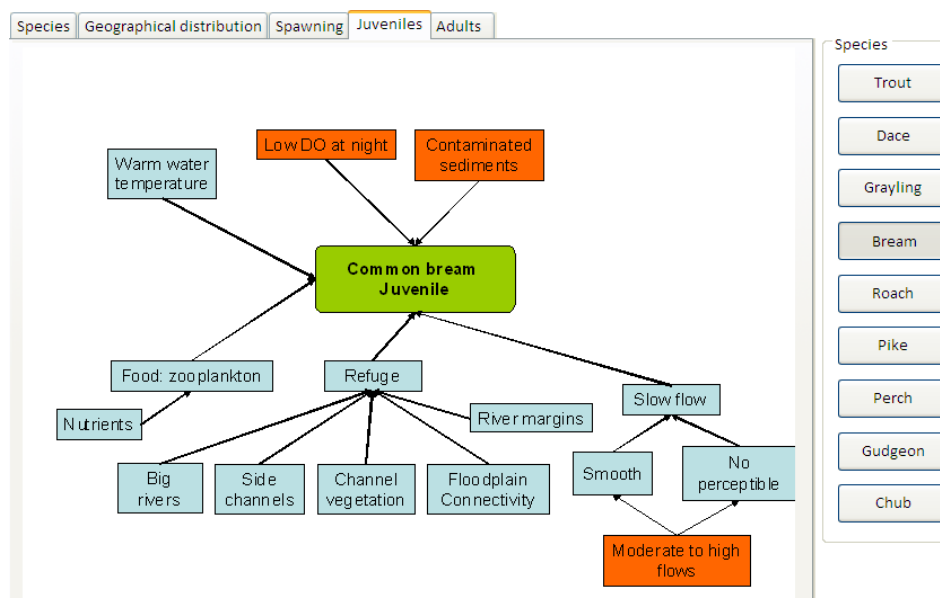 Species Geographical distribution Spawning Juveniles Adults
Species
Trout
Dace
Grayling
Bream
Roach
Pike
Perch
Gudgeon
Chub
Low DO at night
Contaminated
sediments
Warm water
temperature
Common bream
Juvenile
Food: zooplankton
Refuge
Slow flow
Nutrients
River margins
Big
rivers
Side
channels
Channel
vegetation
Floodplain
Connectivity
Smooth
No
perceptible
Moderate to high
flows